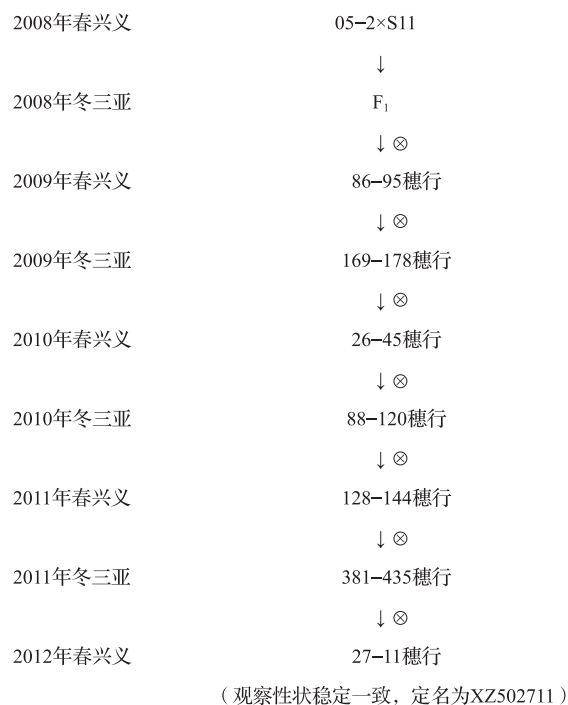 2008年春兴义 05−2×S11
↓
2008年冬三亚 F₁
↓⊗
2009年春兴义 86−95穗行
↓⊗
2009年冬三亚 169−178穗行
↓⊗
2010年春兴义 26−45穗行
↓⊗
2010年冬三亚 88−120穗行
↓⊗
2011年春兴义 128−144穗行
↓⊗
2011年冬三亚 381−435穗行
↓⊗
2012年春兴义 27−11穗行
（观察性状稳定一致，定名为XZ502711）